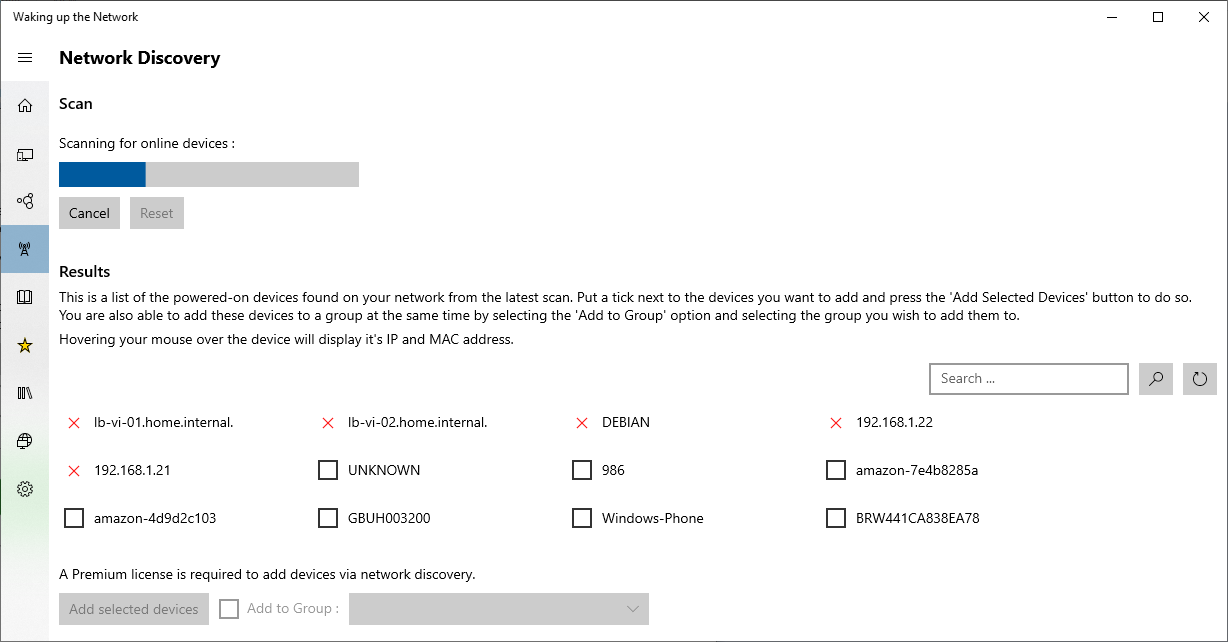 Waking up the Network
Network Discovery
Scan
Scanning for online devices :
Cancel
Reset
Results
This is a list of the powered-on devices found on your network from the latest scan. Put a tick next to the devices you want to add and press the 'Add Selected Devices' button to do so.
You are also able to add these devices to a group at the same time by selecting the 'Add to Group' option and selecting the group you wish to add them to.
Hovering your mouse over the device will display it's IP and MAC address.
Search ...
lb-vi-01.home.internal.
lb-vi-02.home.internal.
DEBIAN
192.168.1.22
192.168.1.21
UNKNOWN
986
amazon-7e4b8285a
amazon-4d9d2c103
GBUH003200
Windows-Phone
BRW441CA838EA78
A Premium license is required to add devices via network discovery.
Add selected devices
Add to Group :